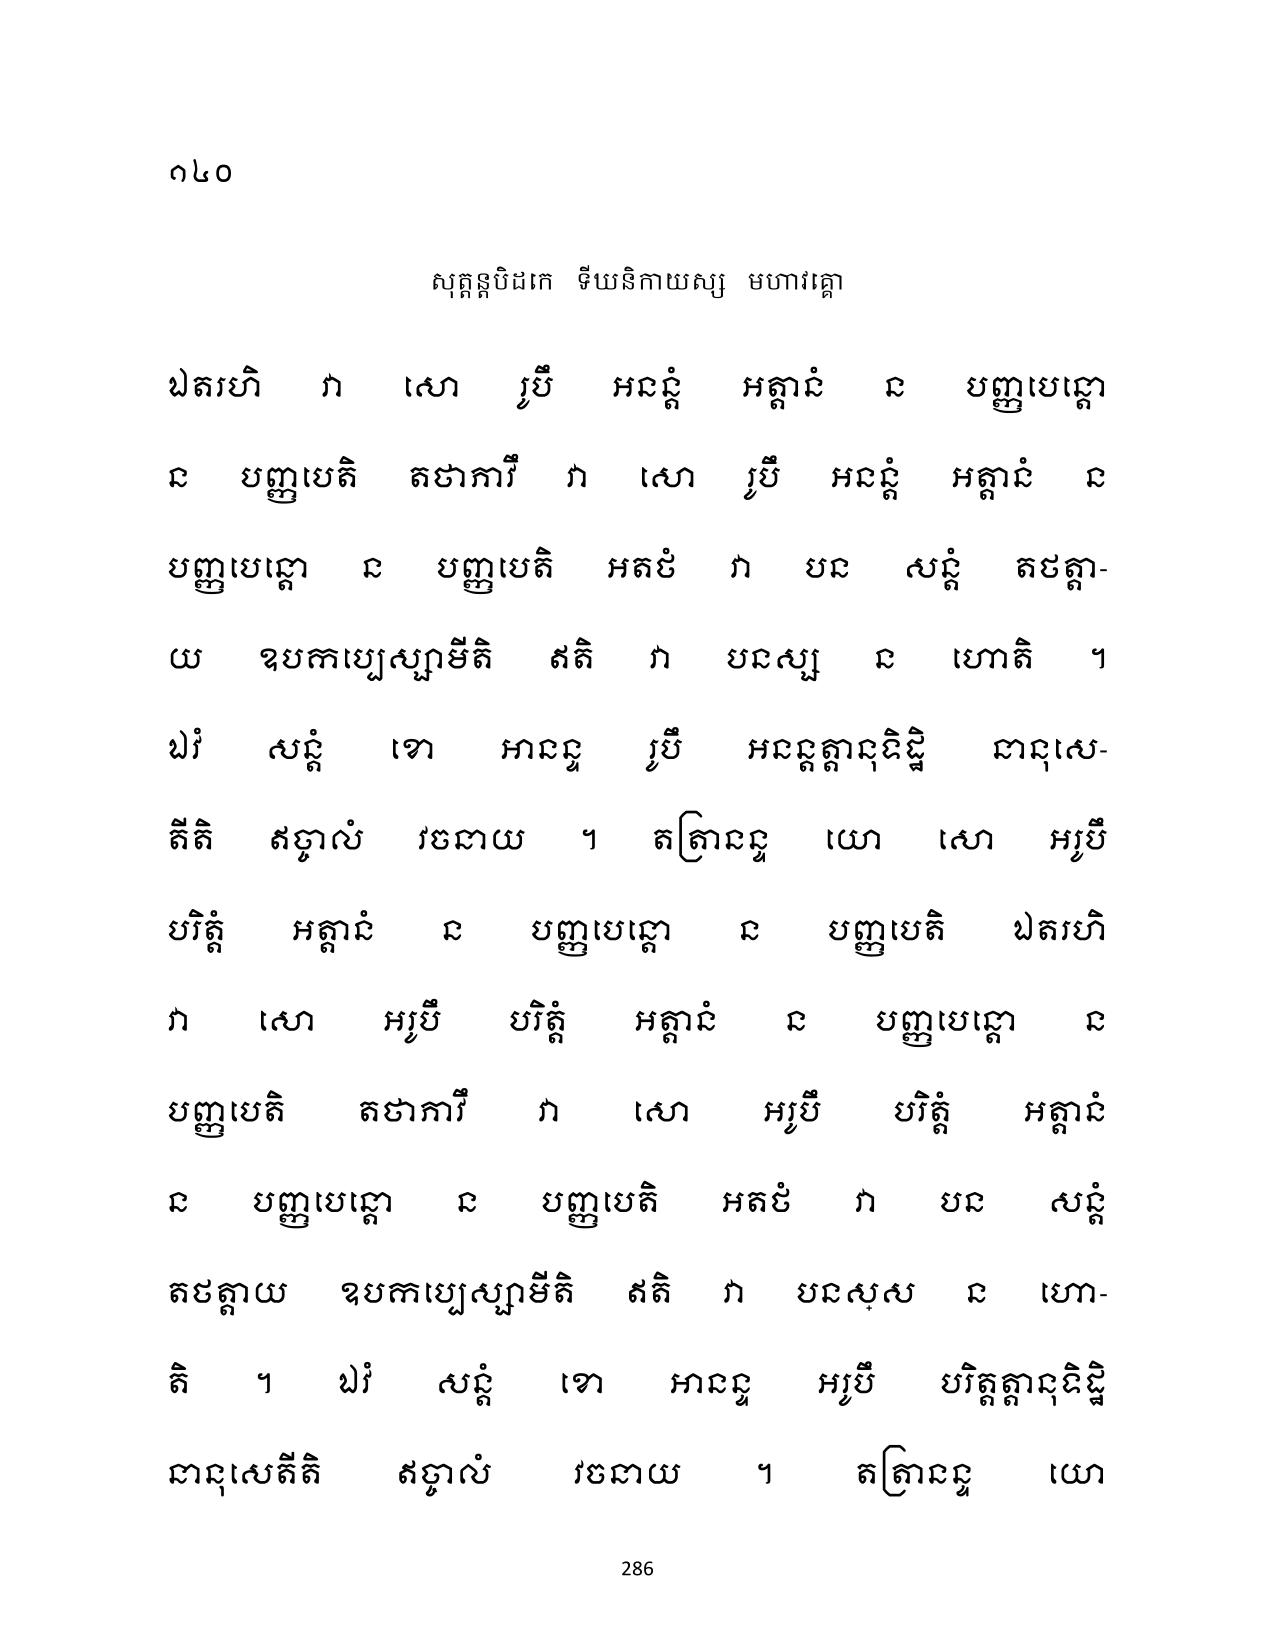 ១៤០
សុត្តន្តបិដកេ ទីឃនិកាយស្ស មហាវគ្គោ
ឯតរហិ វា សោ រូបឹ អនន្តំ អត្តានំ ន បញ្ញបេន្តោ
ន បញ្ញបេតិ តថាភាវឹ វា សោ រូបឹ អនន្តំ អត្តានំ ន
បញ្ញបេន្តោ ន បញ្ញបេតិ អតថំ វា បន សន្តំ តថត្តា-
យ ឧបកប្បេស្សាមីតិ ឥតិ វា បនស្ស ន ហោតិ ។
ឯវំ សន្តំ ខោ អានន្ទ រូបឹ អនន្តត្តានុទិដ្ឋិ នានុសេ-
តីតិ ឥច្ចាលំ វចនាយ ។ តត្រានន្ទ យោ សោ អរូបឹ
បរិត្តំ អត្តានំ ន បញ្ញបេន្តោ ន បញ្ញបេតិ ឯតរហិ
វា សោ អរូបឹ បរិត្តំ អត្តានំ ន បញ្ញបេន្តោ ន
បញ្ញបេតិ តថាភាវឹ វា សោ អរូបឹ បរិត្តំ អត្តានំ
ន បញ្ញបេន្តោ ន បញ្ញបេតិ អតថំ វា បន សន្តំ
តថត្តាយ ឧបកប្បេស្សាមីតិ ឥតិ វា បនស្ស ន ហោ-
តិ ។ ឯវំ សន្តំ ខោ អានន្ទ អរូបឹ បរិត្តត្តានុទិដ្ឋិ
នានុសេតីតិ ឥច្ចាលំ វចនាយ ។ តត្រានន្ទ យោ
286